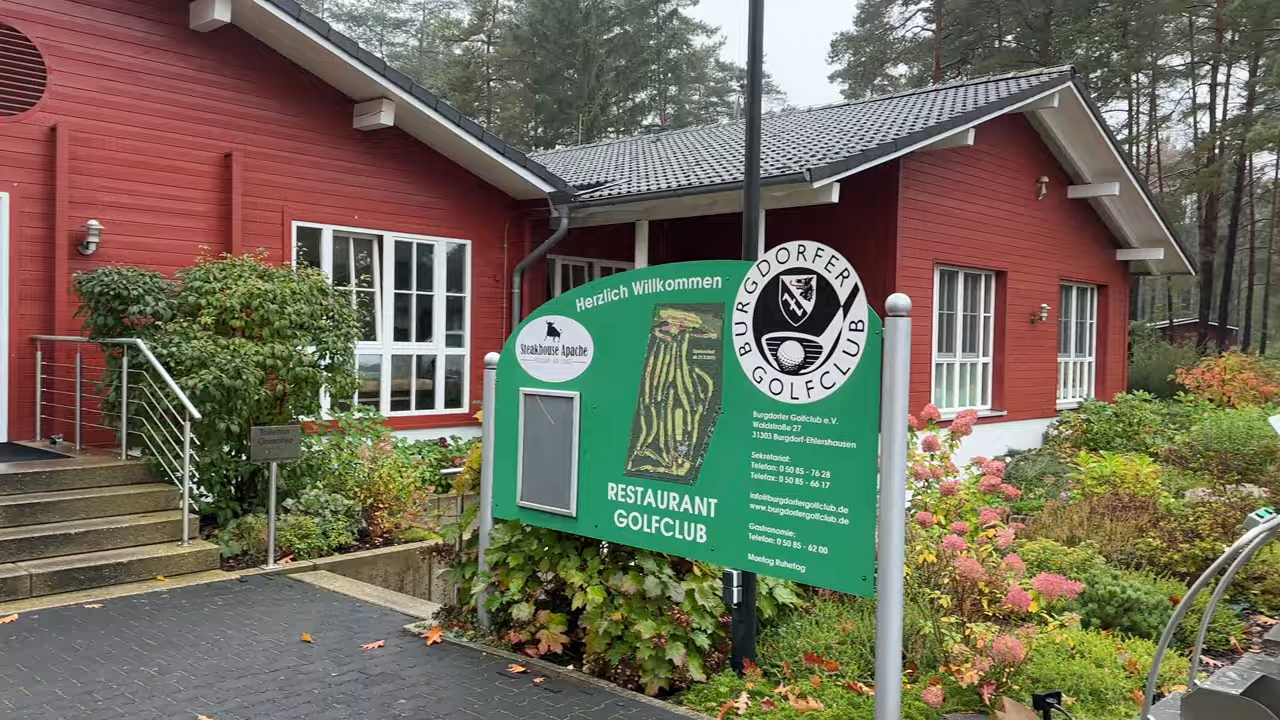 Herzlich Willkommen
Steakhouse Apache
BURGDORFER
GOLFCLUB
Burgdorfer Golfclub e.V.
Waldstraße 27
31303 Burgdorf-Ehlershausen
Sekretariat:
Telefon: 0 50 85 - 76 28
Telefax: 0 50 85 - 66 17
info@burgdorfergolfclub.de
www.burgdorfergolfclub.de
Gastronomie:
Telefon: 0 50 85 - 62 00
Montag Ruhetag
RESTAURANT
GOLFCLUB